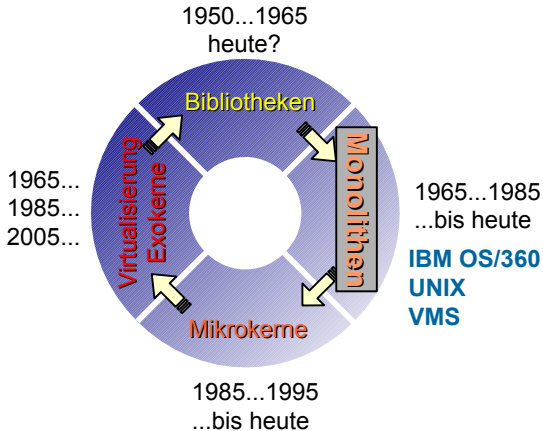 1950...1965
heute?
Bibliotheken
Monolithen
1965...1985
...bis heute
IBM OS/360
UNIX
VMS
Mikrokerne
1985...1995
...bis heute
Virtualisierung
Exokerne
1965...
1985...
2005...